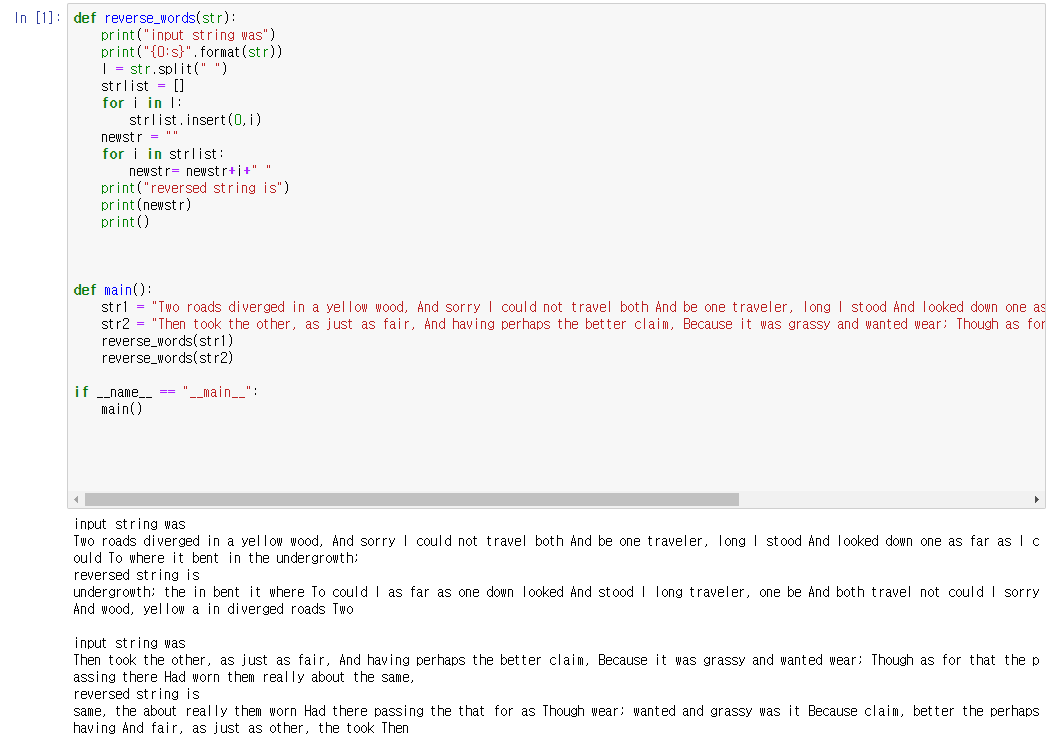 In [1]:
def reverse_words(str):
    print("input string was")
    print("{0:s}".format(str))
    l = str.split(" ")
    strlist = []
    for i in l:
        strlist.insert(0,i)
    newstr = ""
    for i in strlist:
        newstr= newstr+i+" "
    print("reversed string is")
    print(newstr)
    print()
def main():
    str1 = "Two roads diverged in a yellow wood, And sorry I could not travel both And be one traveler, long I stood And looked down one as
    str2 = "Then took the other, as just as fair, And having perhaps the better claim, Because it was grassy and wanted wear; Though as for
    reverse_words(str1)
    reverse_words(str2)
if __name__ == "__main__":
    main()
input string was
Two roads diverged in a yellow wood, And sorry I could not travel both And be one traveler, long I stood And looked down one as far as I c
ould To where it bent in the undergrowth;
reversed string is
undergrowth; the in bent it where To could I as far as one down looked And stood I long traveler, one be And both travel not could I sorry
And wood, yellow a in diverged roads Two
input string was
Then took the other, as just as fair, And having perhaps the better claim, Because it was grassy and wanted wear; Though as for that the p
assing there Had worn them really about the same,
reversed string is
same, the about really them worn Had there passing the that for as Though wear; wanted and grassy was it Because claim, better the perhaps
having And fair, as just as other, the took Then